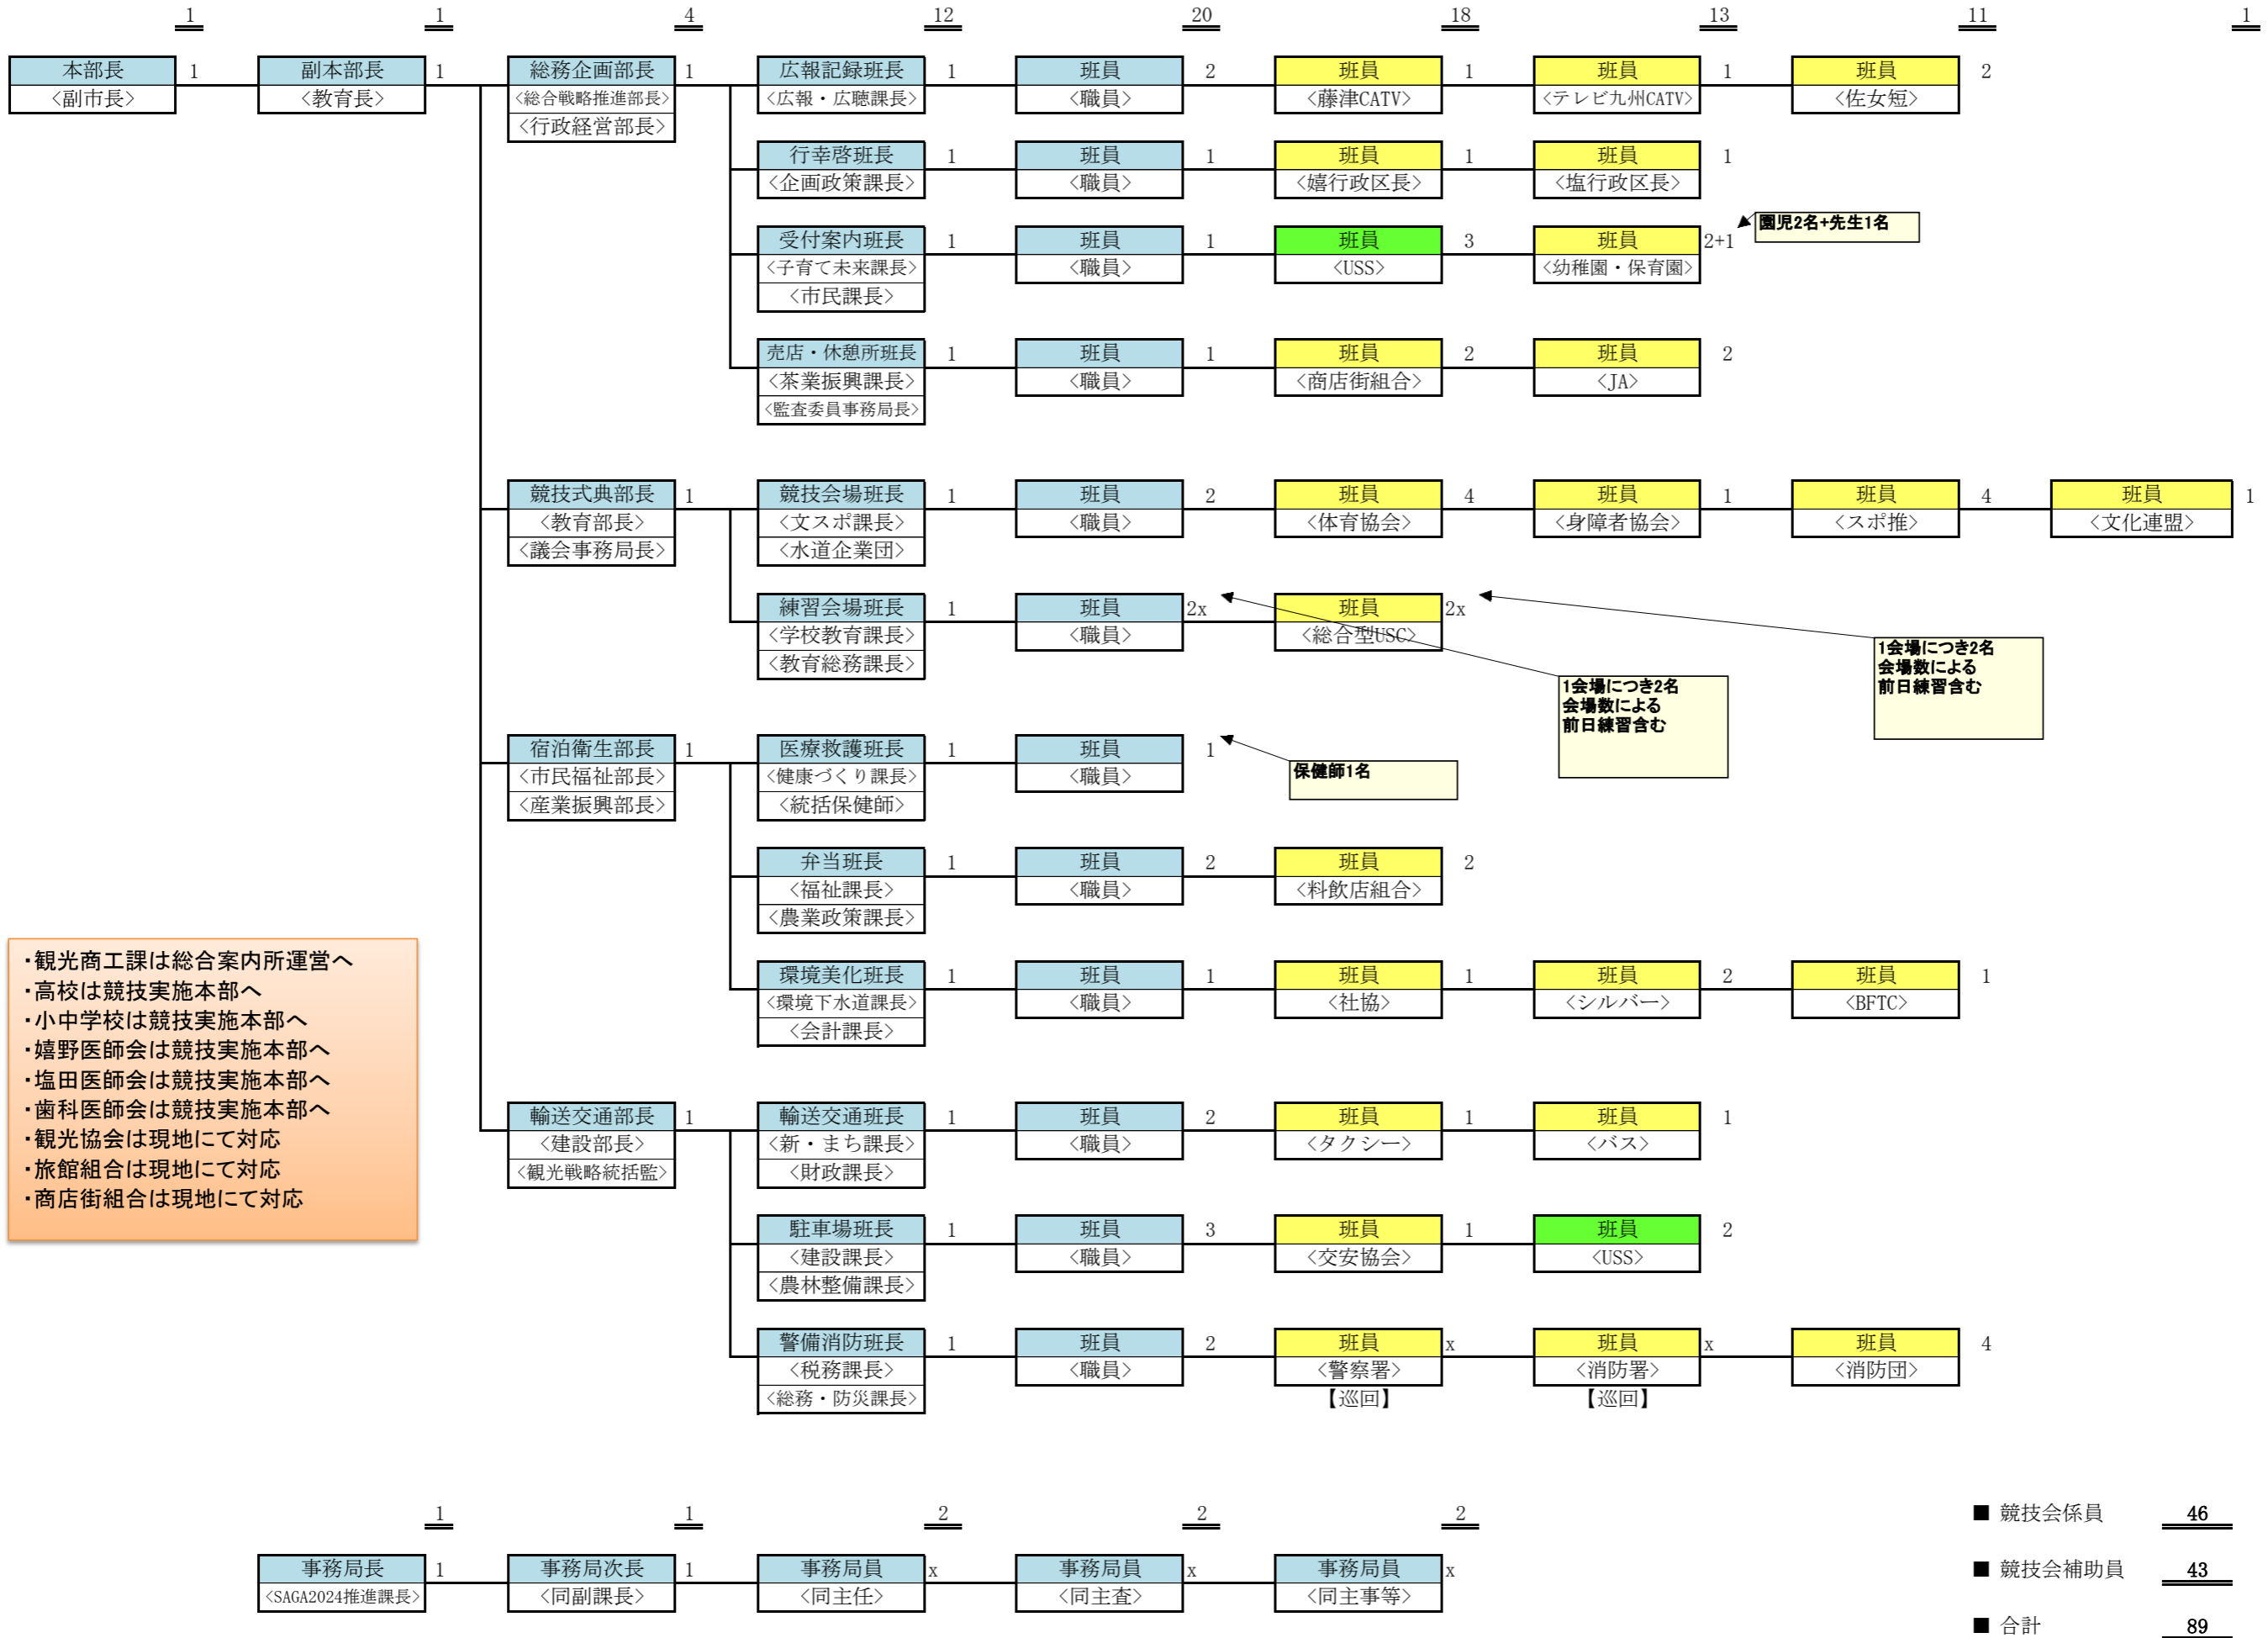 1 1 4 12 20 18 13 11 1
本部長 1 副本部長 1 総務企画部長 1 広報記録班長 1 班員 2 班員 1 班員 1 班員 2
<副市長> <教育長> <総合戦略推進部長> <広報・広聴課長> <職員> <藤津CATV> <テレビ九州CATV> <佐女短>
<行政経営部長>
行幸啓班長 1 班員 1 班員 1 班員 1
<企画政策課長> <職員> <嬉行政区長> <塩行政区長>
園児2名+先生1名
受付案内班長 1 班員 1 班員 3 班員 2+1
<子育て未来課長> <職員> <USS> <幼稚園・保育園>
<市民課長>
売店・休憩所班長 1 班員 1 班員 2 班員 2
<茶業振興課長> <職員> <商店街組合> <JA>
<監査委員事務局長>
競技式典部長 1 競技会場班長 1 班員 2 班員 4 班員 1 班員 4 班員 1
<教育部長> <文スポ課長> <職員> <体育協会> <身障者協会> <スポ推> <文化連盟>
<議会事務局長> <水道企業団>
練習会場班長 1 班員 2x 班員 2x
<学校教育課長> <職員> <総合型USC>
<教育総務課長>
1会場につき2名
会場数による
前日練習含む
1会場につき2名
会場数による
前日練習含む
宿泊衛生部長 1 医療救護班長 1 班員 1
<市民福祉部長> <健康づくり課長> <職員>
<産業振興部長> <統括保健師>
保健師1名
弁当班長 1 班員 2 班員 2
<福祉課長> <職員> <料飲店組合>
<農業政策課長>
環境美化班長 1 班員 1 班員 1 班員 2 班員 1
<環境下水道課長> <職員> <社協> <シルバー> <BFTC>
<会計課長>
・観光商工課は総合案内所運営へ
・高校は競技実施本部へ
・小中学校は競技実施本部へ
・嬉野医師会は競技実施本部へ
・塩田医師会は競技実施本部へ
・歯科医師会は競技実施本部へ
・観光協会は現地にて対応
・旅館組合は現地にて対応
・商店街組合は現地にて対応
輸送交通部長 1 輸送交通班長 1 班員 2 班員 1 班員 1
<建設部長> <新・まち課長> <職員> <タクシー> <バス>
<観光戦略統括監> <財政課長>
駐車場班長 1 班員 3 班員 1 班員 2
<建設課長> <職員> <交安協会> <USS>
<農林整備課長>
警備消防班長 1 班員 2 班員 x 班員 x 班員 4
<税務課長> <職員> <警察署> <消防署> <消防団>
<総務・防災課長> 【巡回】 【巡回】
1 1 2 2 2
事務局長 1 事務局次長 1 事務局員 x 事務局員 x 事務局員 x
<SAGA2024推進課長> <同副課長> <同主任> <同主査> <同主事等>
■ 競技会係員 46
■ 競技会補助員 43
■ 合計 89